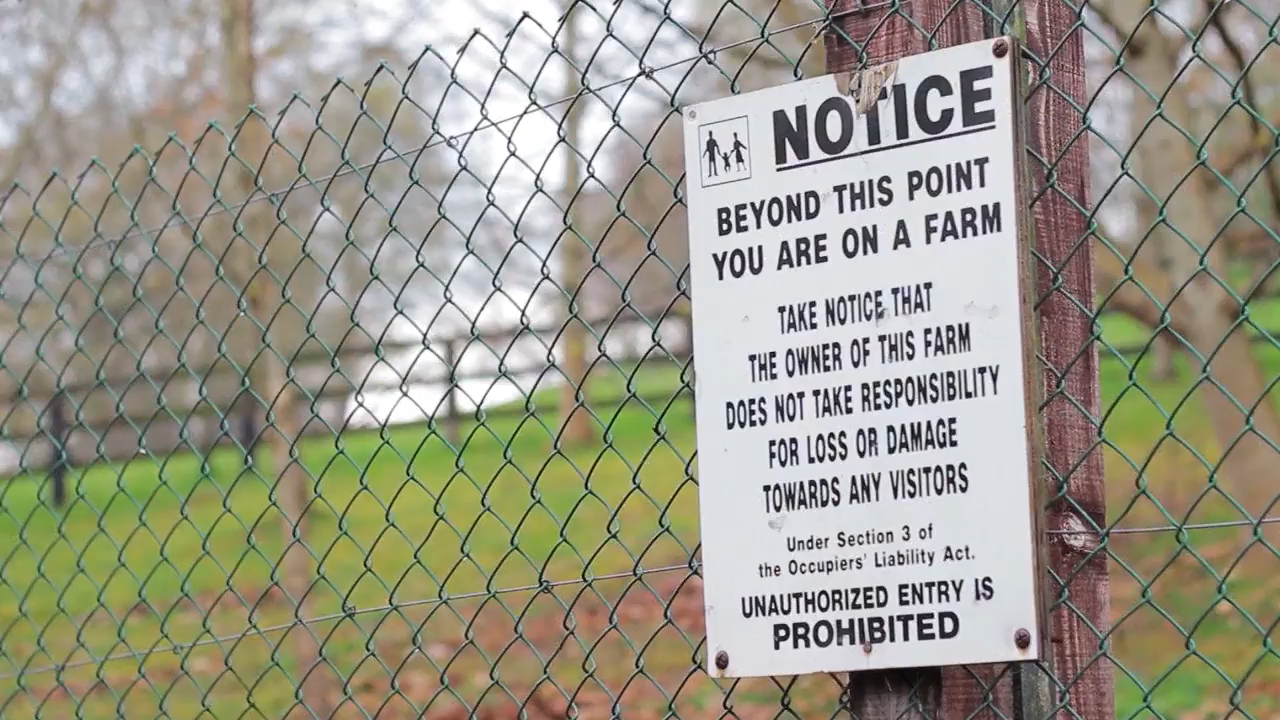 NOTICE
BEYOND THIS POINT
YOU ARE ON A FARM
TAKE NOTICE THAT
THE OWNER OF THIS FARM
DOES NOT TAKE RESPONSIBILITY
FOR LOSS OR DAMAGE
TOWARDS ANY VISITORS
Under Section 3 of
the Occupiers' Liability Act.
UNAUTHORIZED ENTRY IS
PROHIBITED